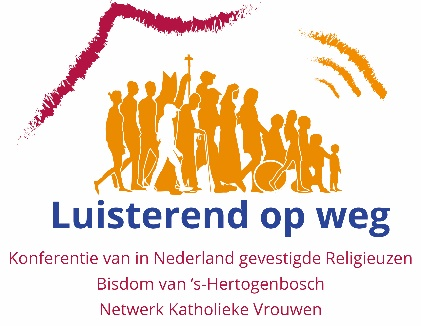 Luisterend op weg
Konferentie van in Nederland gevestigde Religieuzen
Bisdom van ‘s-Hertogenbosch
Netwerk Katholieke Vrouwen